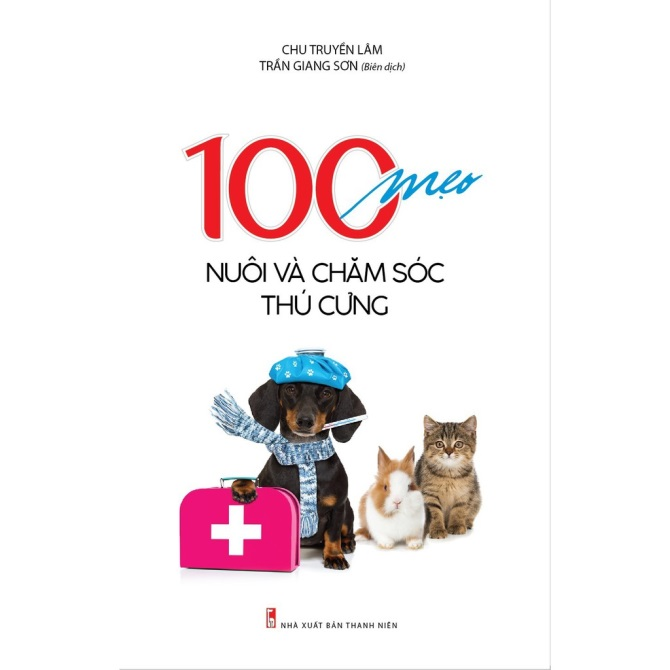 CHU TRUYỀN LÂM
TRẦN GIANG SƠN (Biên dịch)
100 mẹo
NUÔI VÀ CHĂM SÓC
THÚ CƯNG
NHÀ XUẤT BẢN THANH NIÊN